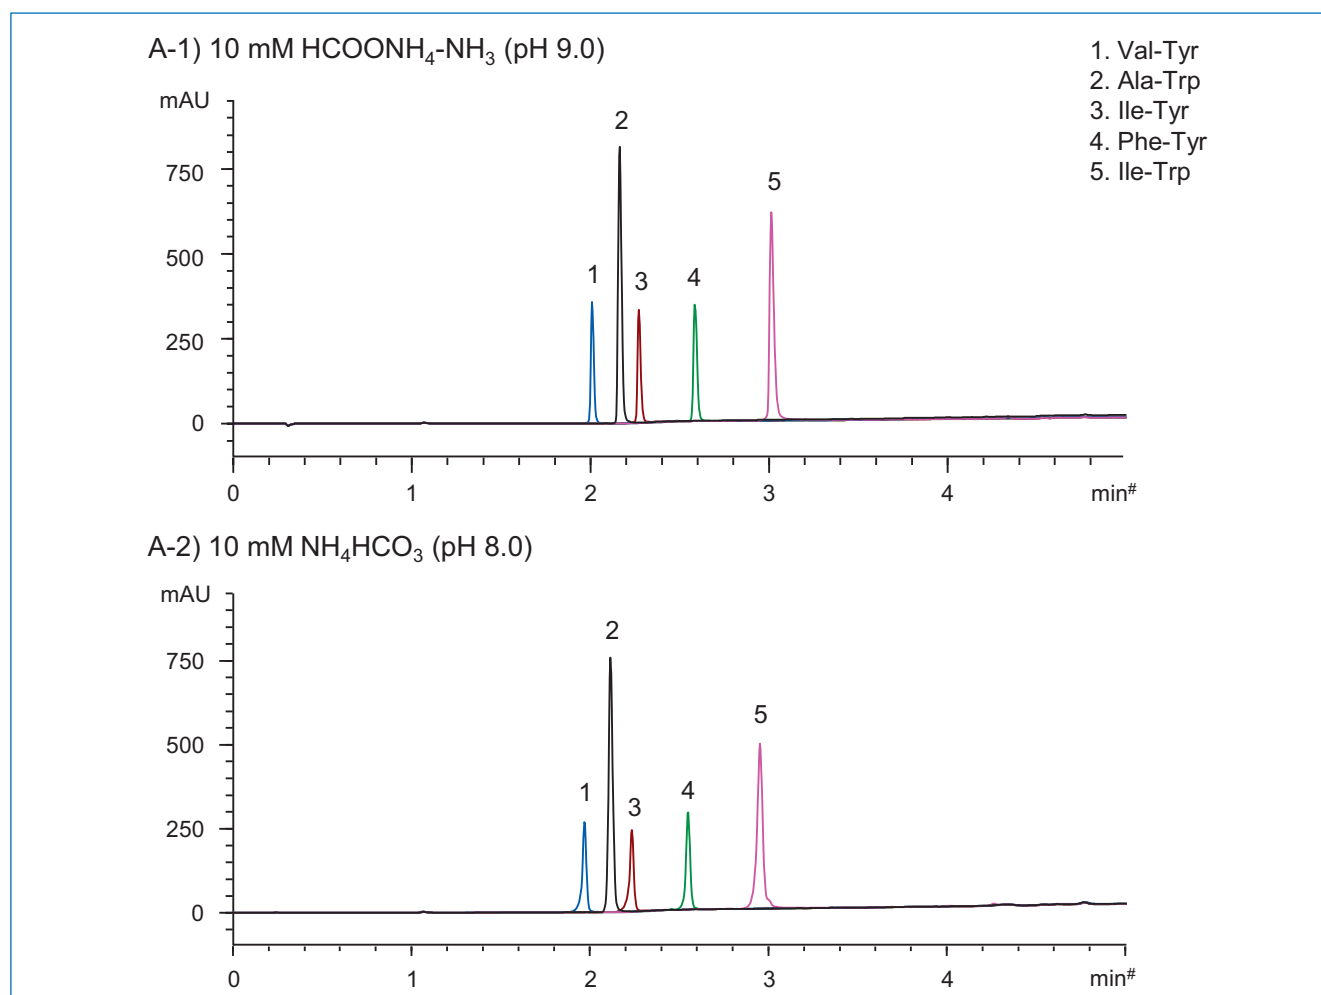 A-1) 10 mM HCOONH₄-NH₃ (pH 9.0)
1. Val-Tyr
2. Ala-Trp
3. Ile-Tyr
4. Phe-Tyr
5. Ile-Trp
mAU
750
500
250
0
1
2
3
4
5
0 1 2 3 4 min#
A-2) 10 mM NH₄HCO₃ (pH 8.0)
mAU
750
500
250
0
1
2
3
4
5
0 1 2 3 4 min#